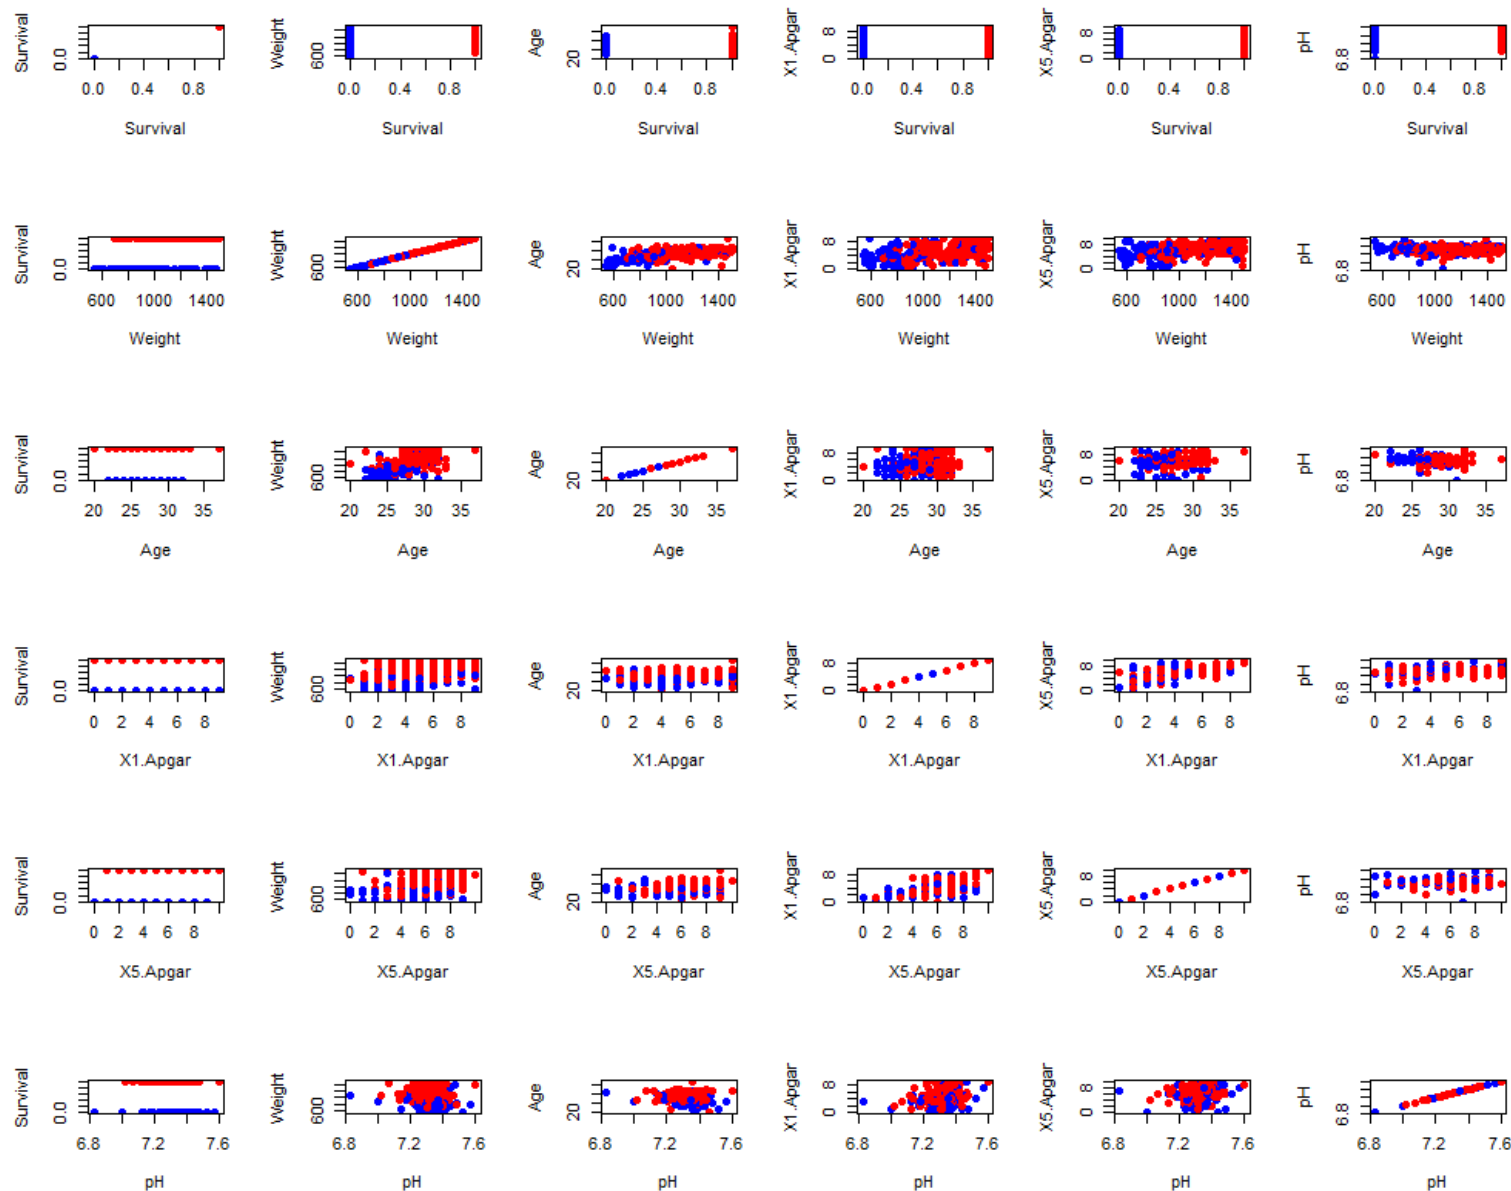 Survival 0.0 0.0 0.4 0.8 Survival
Weight 600 0.0 0.4 0.8 Survival
Age 20 0.0 0.4 0.8 Survival
X1.Apgar 0 8 0.0 0.4 0.8 Survival
X5.Apgar 0 8 0.0 0.4 0.8 Survival
pH 6.8 0.0 0.4 0.8 Survival
Survival 0.0 600 1000 1400 Weight
Weight 600 600 1000 1400 Weight
Age 20 600 1000 1400 Weight
X1.Apgar 0 8 600 1000 1400 Weight
X5.Apgar 0 8 600 1000 1400 Weight
pH 6.8 600 1000 1400 Weight
Survival 0.0 20 25 30 35 Age
Weight 600 20 25 30 35 Age
Age 20 20 25 30 35 Age
X1.Apgar 0 8 20 25 30 35 Age
X5.Apgar 0 8 20 25 30 35 Age
pH 6.8 20 25 30 35 Age
Survival 0.0 0 2 4 6 8 X1.Apgar
Weight 600 0 2 4 6 8 X1.Apgar
Age 20 0 2 4 6 8 X1.Apgar
X1.Apgar 0 8 0 2 4 6 8 X1.Apgar
X5.Apgar 0 8 0 2 4 6 8 X1.Apgar
pH 6.8 0 2 4 6 8 X1.Apgar
Survival 0.0 0 2 4 6 8 X5.Apgar
Weight 600 0 2 4 6 8 X5.Apgar
Age 20 0 2 4 6 8 X5.Apgar
X1.Apgar 0 8 0 2 4 6 8 X5.Apgar
X5.Apgar 0 8 0 2 4 6 8 X5.Apgar
pH 6.8 0 2 4 6 8 X5.Apgar
Survival 0.0 6.8 7.2 7.6 pH
Weight 600 6.8 7.2 7.6 pH
Age 20 6.8 7.2 7.6 pH
X1.Apgar 0 8 6.8 7.2 7.6 pH
X5.Apgar 0 8 6.8 7.2 7.6 pH
pH 6.8 6.8 7.2 7.6 pH